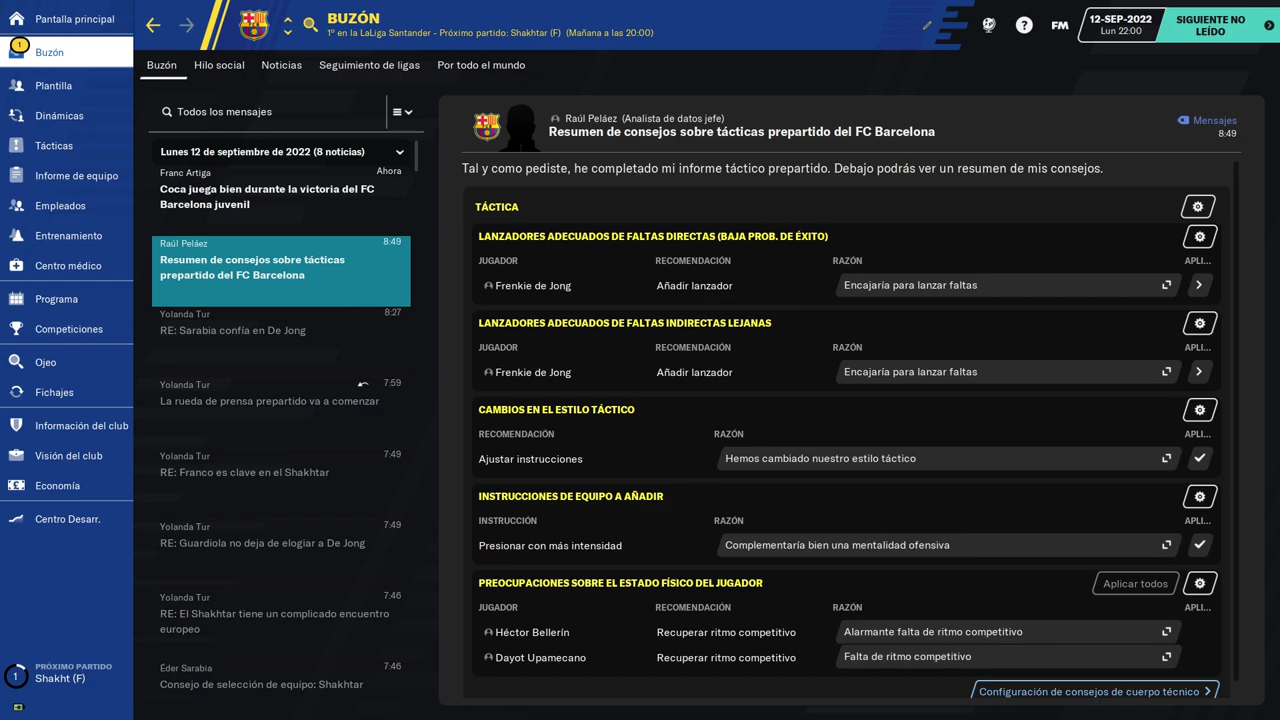 Pantalla principal
1
Buzón
Plantilla
Dinámicas
Tácticas
Informe de equipo
Empleados
Entrenamiento
Centro médico
Programa
Competiciones
Ojeo
Fichajes
Información del club
Visión del club
Economía
Centro Desarr.
1
PRÓXIMO PARTIDO
Shakht (F)
BUZÓN
1º en la LaLiga Santander - Próximo partido: Shakhtar (F) (Mañana a las 20:00)
?
FM
12-SEP-2022
Lun 22:00
SIGUIENTE NO LEÍDO
Buzón
Hilo social
Noticias
Seguimiento de ligas
Por todo el mundo
Todos los mensajes
Lunes 12 de septiembre de 2022 (8 noticias)
Franc Artiga
Ahora
Coca juega bien durante la victoria del FC
Barcelona juvenil
Raúl Peláez
8:49
Resumen de consejos sobre tácticas
prepartido del FC Barcelona
Yolanda Tur
8:27
RE: Sarabia confía en De Jong
Yolanda Tur
7:59
La rueda de prensa prepartido va a comenzar
Yolanda Tur
7:49
RE: Franco es clave en el Shakhtar
Yolanda Tur
7:49
RE: Guardiola no deja de elogiar a De Jong
Yolanda Tur
7:46
RE: El Shakhtar tiene un complicado encuentro
europeo
Éder Sarabia
7:46
Consejo de selección de equipo: Shakhtar
Raúl Peláez (Analista de datos jefe)
Resumen de consejos sobre tácticas prepartido del FC Barcelona
Mensajes
8:49
Tal y como pediste, he completado mi informe táctico prepartido. Debajo podrás ver un resumen de mis consejos.
TÁCTICA
LANZADORES ADECUADOS DE FALTAS DIRECTAS (BAJA PROB. DE ÉXITO)
JUGADOR RECOMENDACIÓN RAZÓN APLI...
Frenkie de Jong Añadir lanzador Encajaría para lanzar faltas
LANZADORES ADECUADOS DE FALTAS INDIRECTAS LEJANAS
JUGADOR RECOMENDACIÓN RAZÓN APLI...
Frenkie de Jong Añadir lanzador Encajaría para lanzar faltas
CAMBIOS EN EL ESTILO TÁCTICO
RECOMENDACIÓN RAZÓN APLI...
Ajustar instrucciones Hemos cambiado nuestro estilo táctico
INSTRUCCIONES DE EQUIPO A AÑADIR
INSTRUCCIÓN RAZÓN APLI...
Presionar con más intensidad Complementaría bien una mentalidad ofensiva
PREOCUPACIONES SOBRE EL ESTADO FÍSICO DEL JUGADOR
Aplicar todos
JUGADOR RECOMENDACIÓN RAZÓN APLI...
Héctor Bellerín Recuperar ritmo competitivo Alarmante falta de ritmo competitivo
Dayot Upamecano Recuperar ritmo competitivo Falta de ritmo competitivo
Configuración de consejos de cuerpo técnico